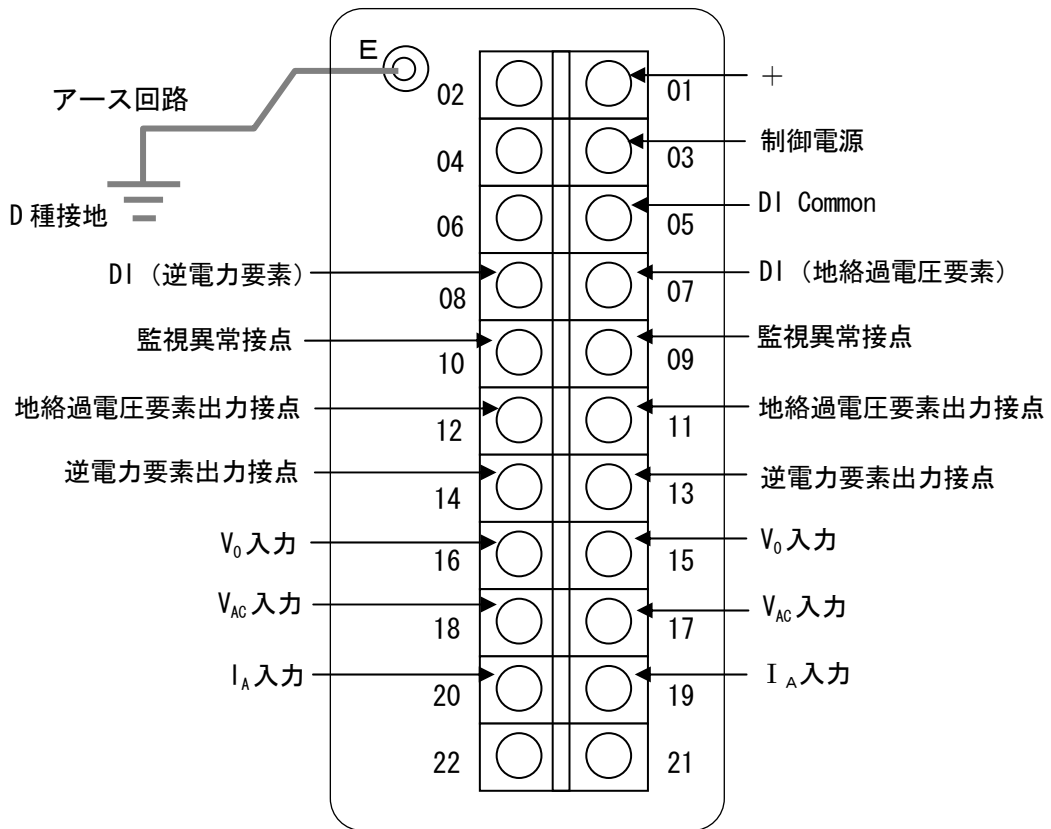 E
02
01
＋
アース回路
04
03
制御電源
D種接地
06
05
DI Common
DI（逆電力要素）
08
07
DI（地絡過電圧要素）
監視異常接点
10
09
監視異常接点
地絡過電圧要素出力接点
12
11
地絡過電圧要素出力接点
逆電力要素出力接点
14
13
逆電力要素出力接点
V0入力
16
15
V0入力
VAC入力
18
17
VAC入力
IA入力
20
19
ＩA入力
22
21